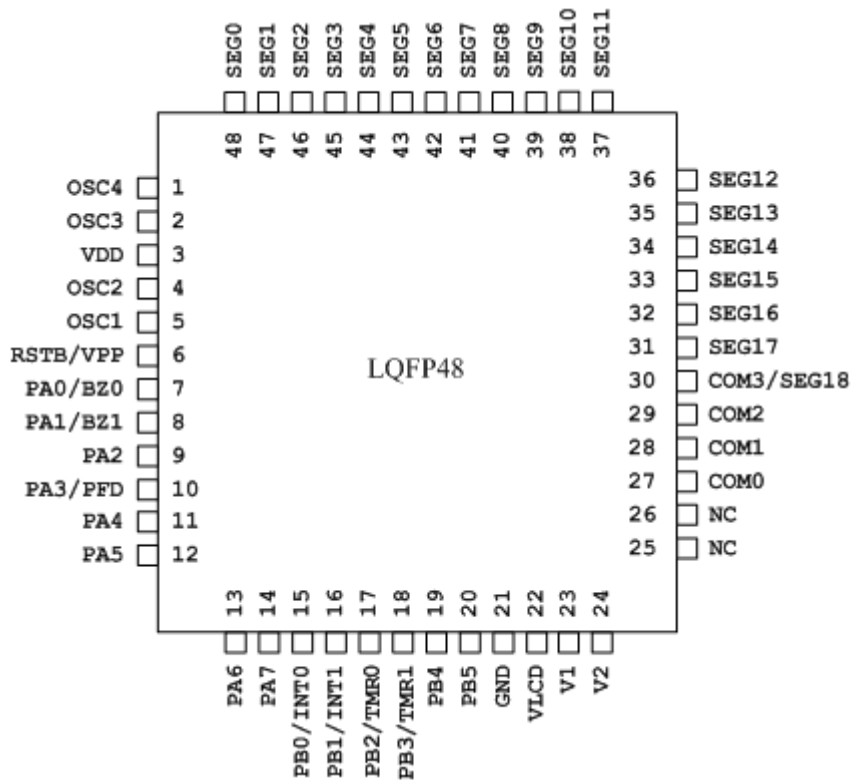 SEG0 SEG1 SEG2 SEG3 SEG4 SEG5 SEG6 SEG7 SEG8 SEG9 SEG10 SEG11
48 47 46 45 44 43 42 41 40 39 38 37
OSC4 1
OSC3 2
VDD 3
OSC2 4
OSC1 5
RSTB/VPP 6
PA0/BZ0 7
PA1/BZ1 8
PA2 9
PA3/PFD 10
PA4 11
PA5 12
LQFP48
36 SEG12
35 SEG13
34 SEG14
33 SEG15
32 SEG16
31 SEG17
30 COM3/SEG18
29 COM2
28 COM1
27 COM0
26 NC
25 NC
13 14 15 16 17 18 19 20 21 22 23 24
PA6 PA7 PB0/INT0 PB1/INT1 PB2/TMR0 PB3/TMR1 PB4 PB5 GND VLCD V1 V2